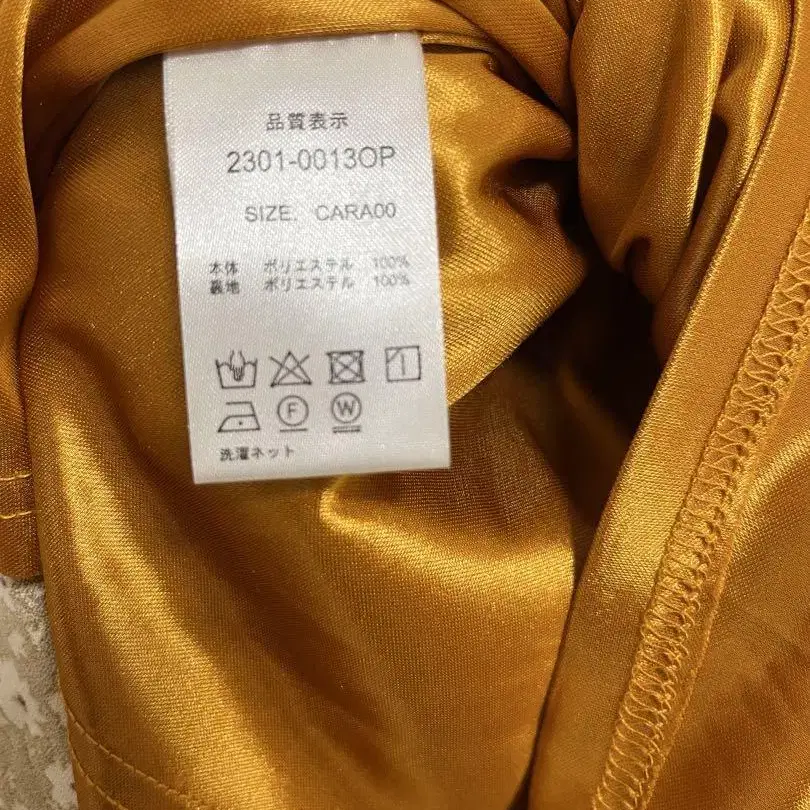 品質表示
2301-0013OP
SIZE. CARA00
本体 ポリエステル 100%
裏地 ポリエステル 100%
F W
洗濯ネット